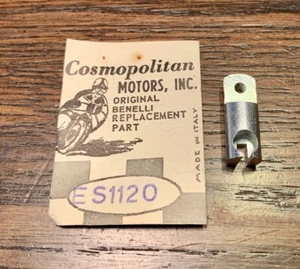 Cosmopolitan
MOTORS, INC.
ORIGINAL
BENELLI
REPLACEMENT
PART
MADE IN ITALY
ES1120